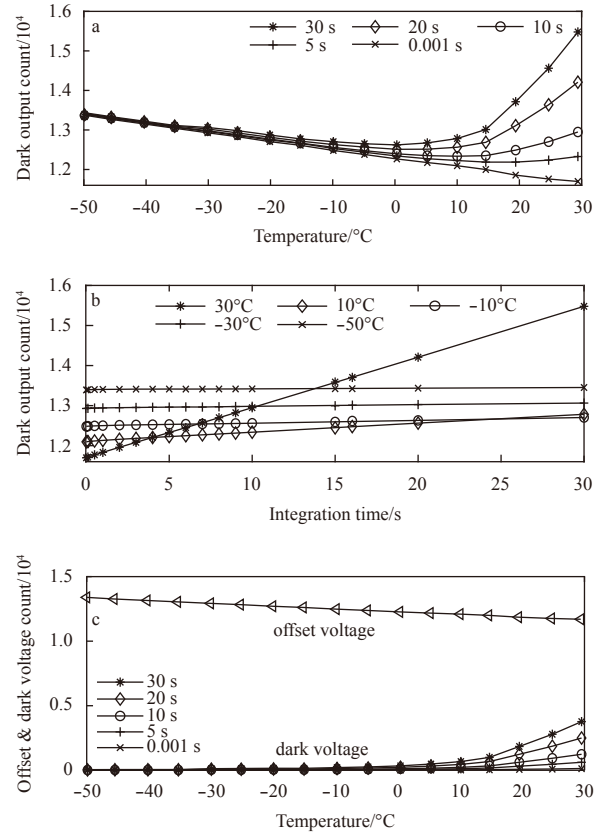 Dark output count/10⁴
1.6
1.5
1.4
1.3
1.2
a
30 s
20 s
10 s
5 s
0.001 s
−50
−40
−30
−20
−10
0
10
20
30
Temperature/°C
Dark output count/10⁴
1.6
1.5
1.4
1.3
1.2
b
30°C
10°C
−10°C
−30°C
−50°C
0
5
10
15
20
25
30
Integration time/s
Offset & dark voltage count/10⁴
1.5
1.0
0.5
0
c
offset voltage
30 s
20 s
10 s
5 s
0.001 s
dark voltage
−50
−40
−30
−20
−10
0
10
20
30
Temperature/°C